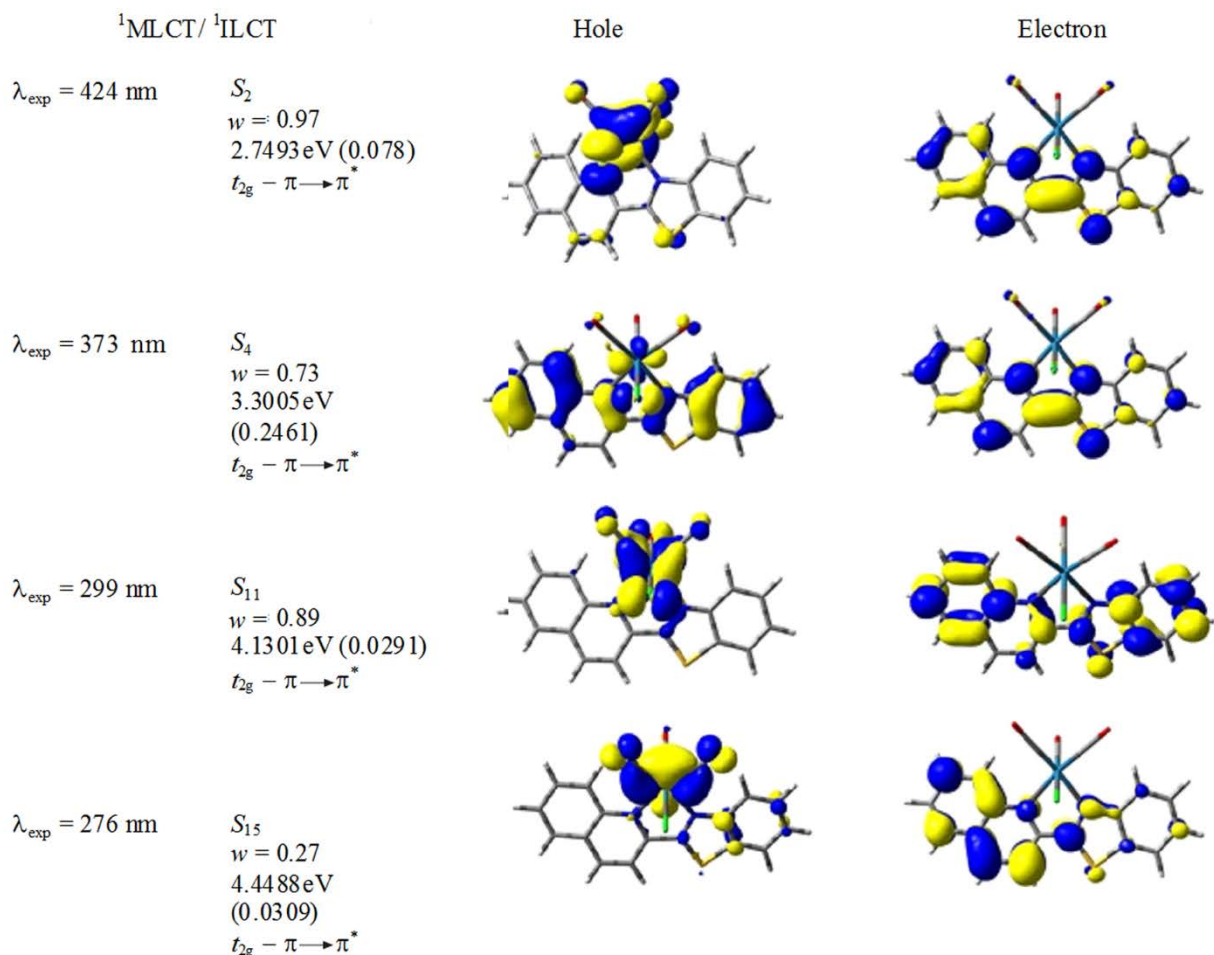 ¹MLCT/ ¹ILCT Hole Electron
λexp = 424 nm S₂
w = 0.97
2.7493 eV (0.078)
t₂g − π→π*
λexp = 373 nm S₄
w = 0.73
3.3005 eV
(0.2461)
t₂g − π→π*
λexp = 299 nm S₁₁
w = 0.89
4.1301 eV (0.0291)
t₂g − π→π*
λexp = 276 nm S₁₅
w = 0.27
4.4488 eV
(0.0309)
t₂g − π→π*